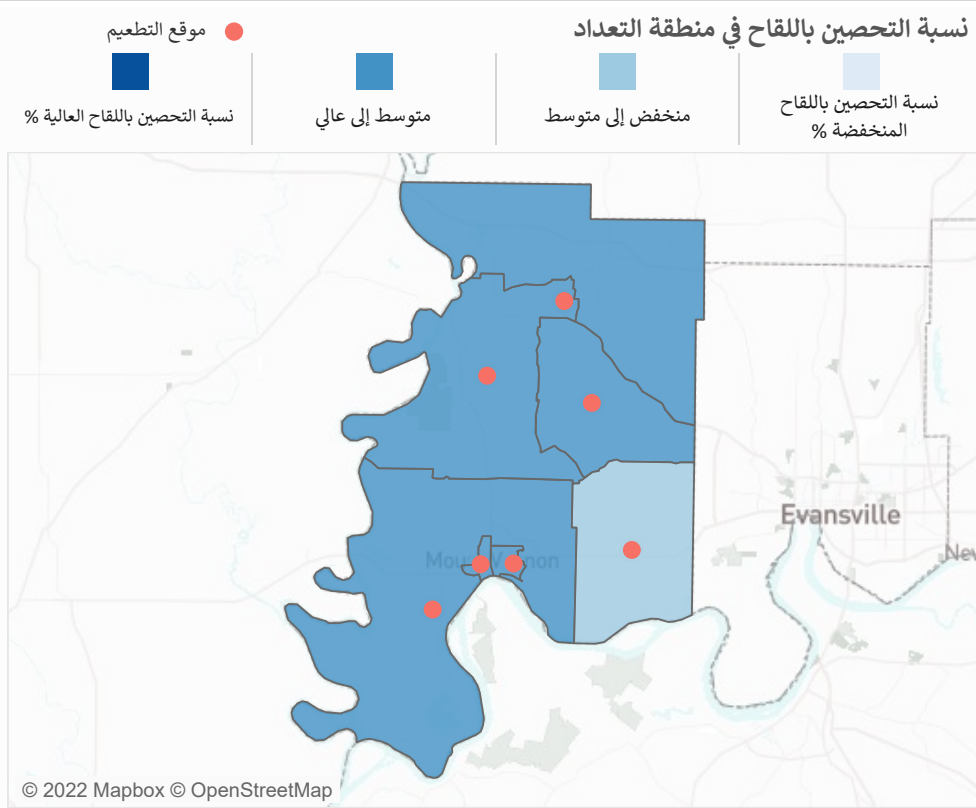 نسبة التحصين باللقاح في منطقة التعداد
موقع التطعيم
نسبة التحصين باللقاح
المنخفضة %
منخفض إلى متوسط
متوسط إلى عالي
نسبة التحصين باللقاح العالية %
Evansville
Mount Vernon
New
© 2022 Mapbox © OpenStreetMap